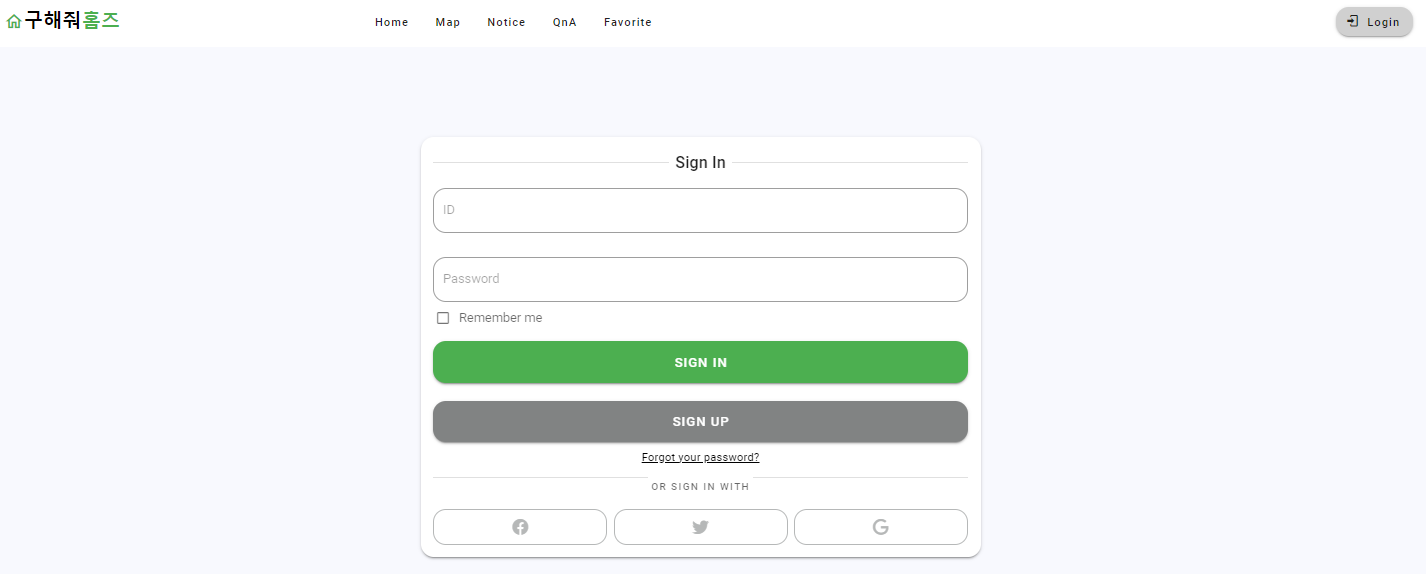 구해줘홈즈
Home Map Notice QnA Favorite
Login
Sign In
ID
Password
Remember me
SIGN IN
SIGN UP
Forgot your password?
OR SIGN IN WITH